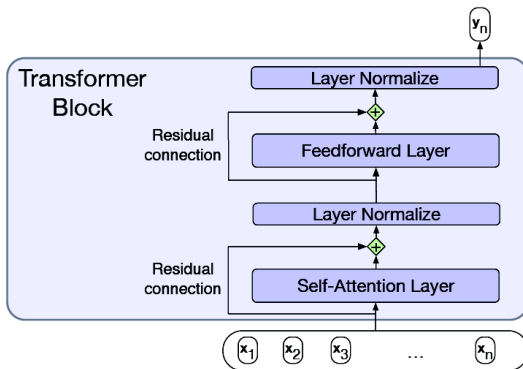 yn
Transformer
Block
Layer Normalize
+
Residual
connection
Feedforward Layer
Layer Normalize
+
Residual
connection
Self-Attention Layer
x1 x2 x3 ... xn